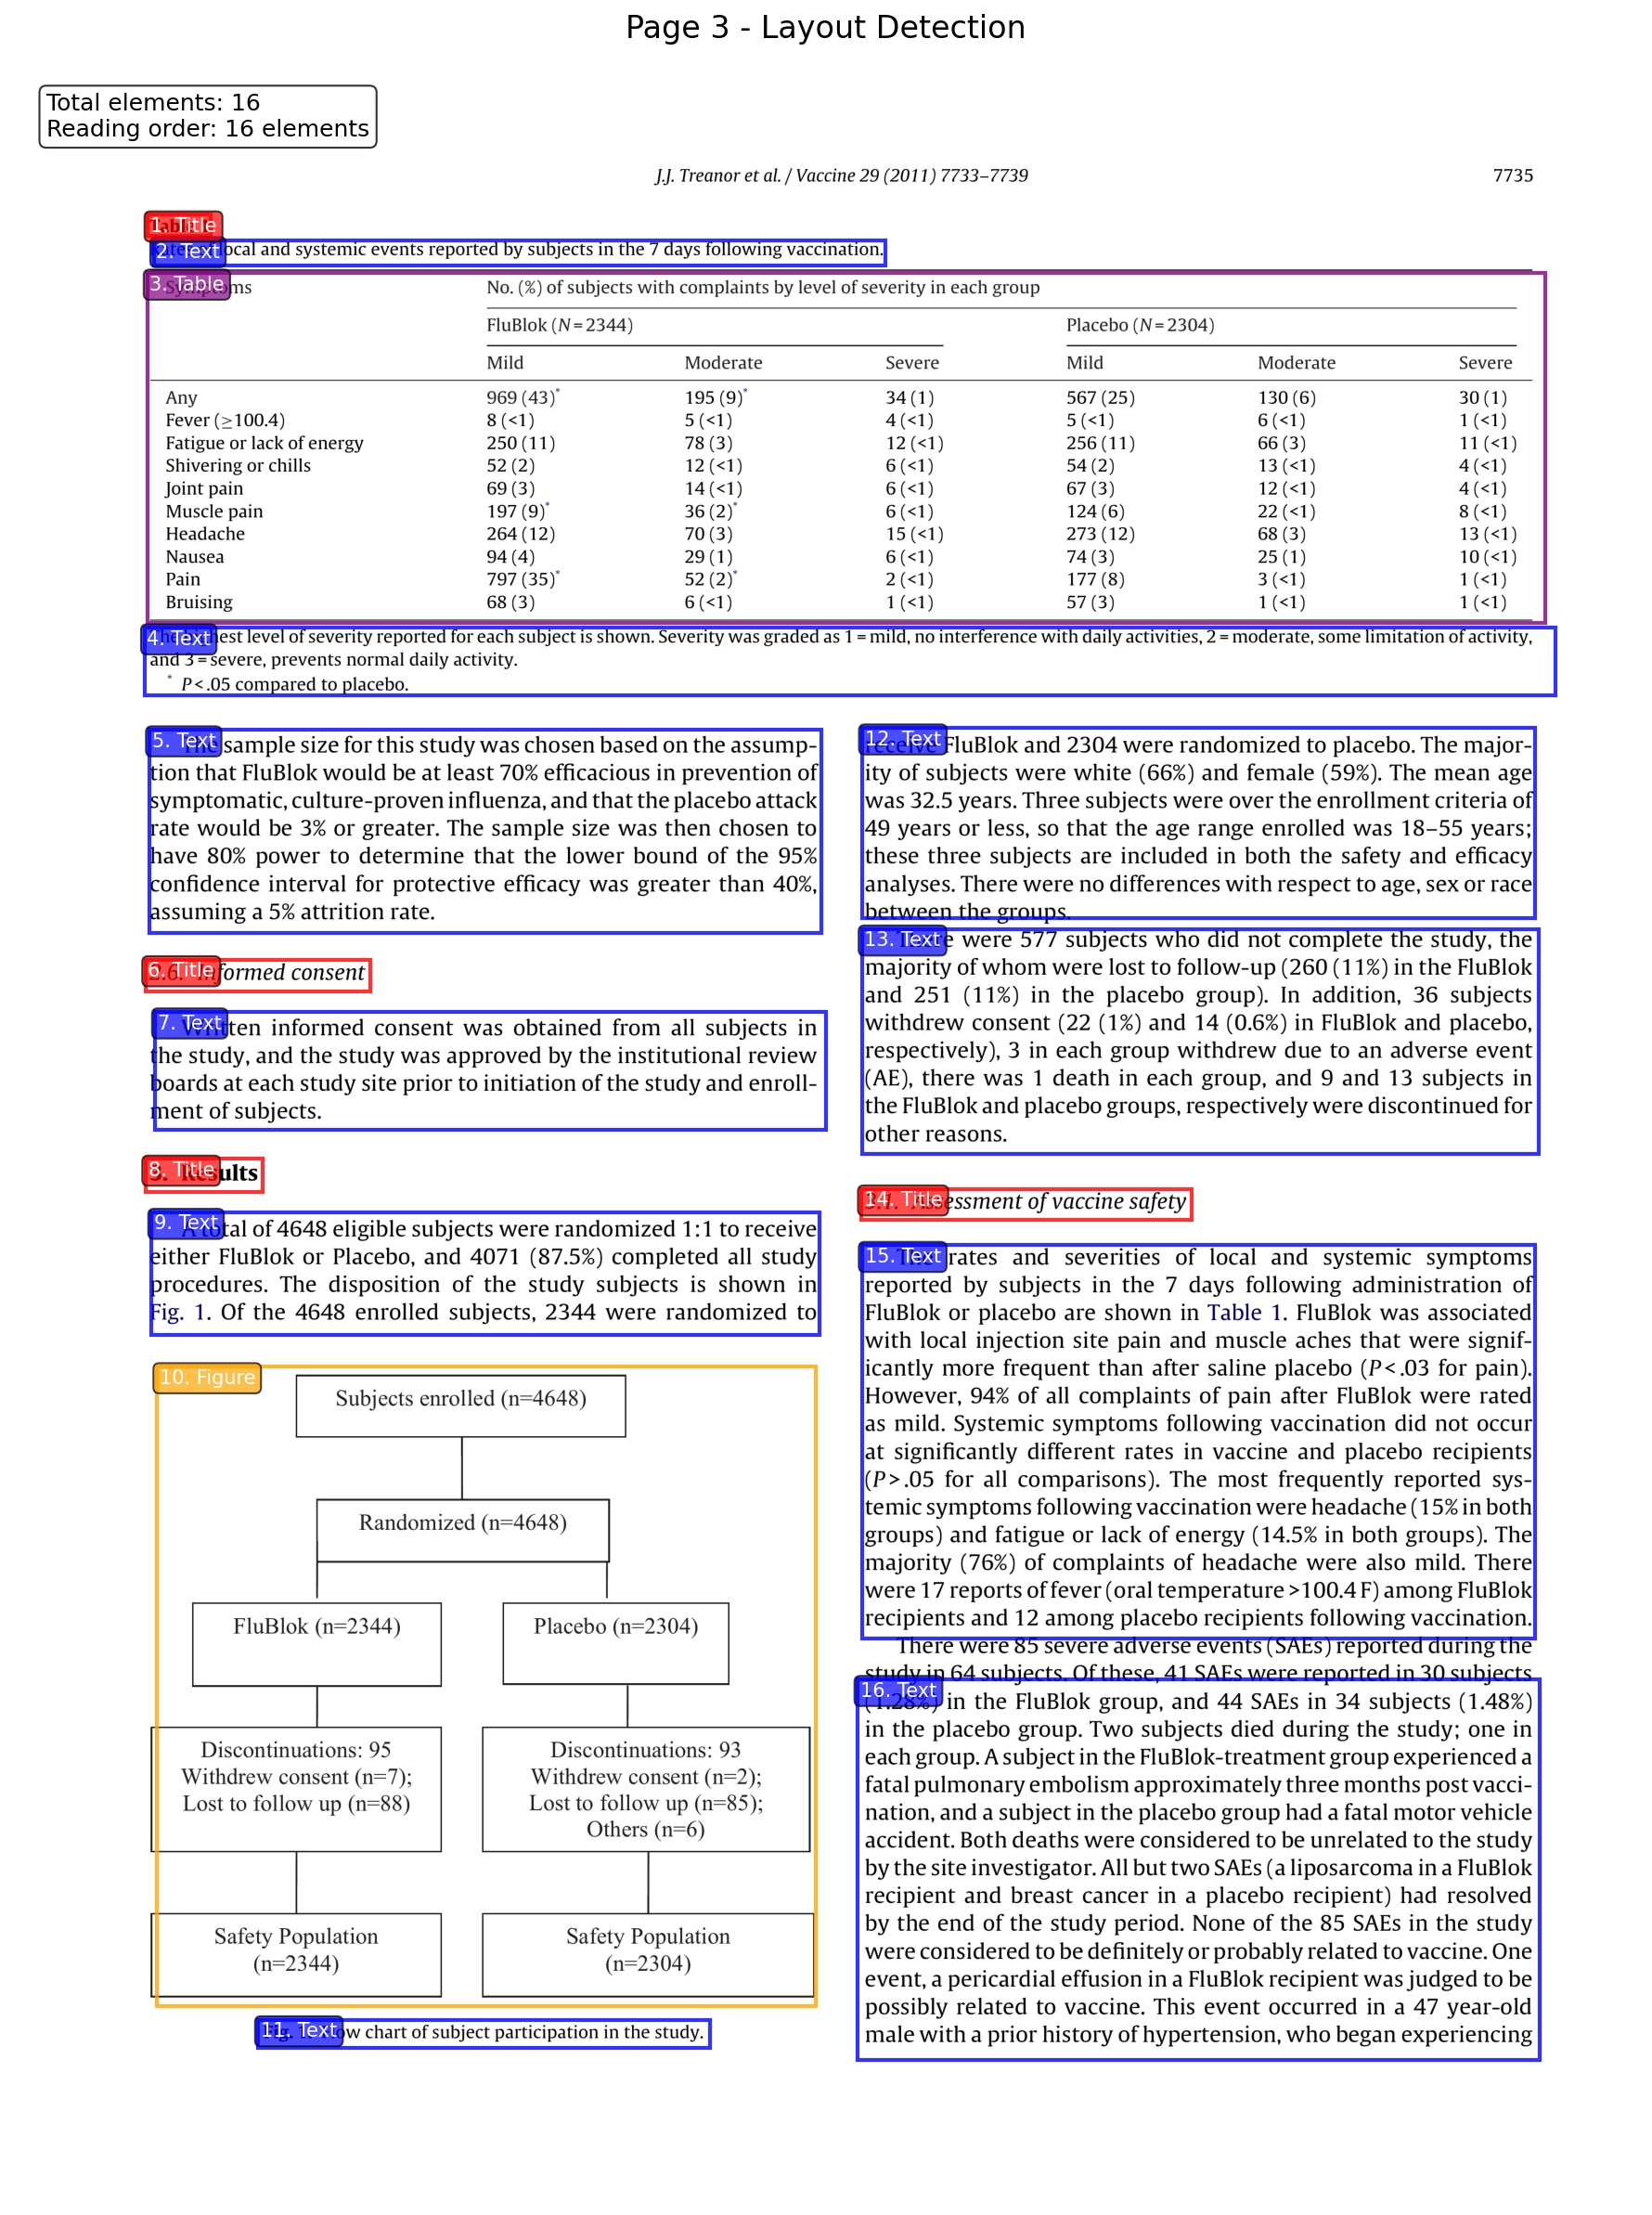 Page 3 - Layout Detection
Total elements: 16
Reading order: 16 elements
J.J. Treanor et al. / Vaccine 29 (2011) 7733–7739 7735
1. Title
2. Text
local and systemic events reported by subjects in the 7 days following vaccination.
3. Table
No. (%) of subjects with complaints by level of severity in each group
FluBlok (N = 2344) Placebo (N = 2304)
Mild Moderate Severe Mild Moderate Severe
Any 969 (43)* 195 (9)* 34 (1) 567 (25) 130 (6) 30 (1)
Fever (≥100.4) 8 (<1) 5 (<1) 4 (<1) 5 (<1) 6 (<1) 1 (<1)
Fatigue or lack of energy 250 (11) 78 (3) 12 (<1) 256 (11) 66 (3) 11 (<1)
Shivering or chills 52 (2) 12 (<1) 6 (<1) 54 (2) 13 (<1) 4 (<1)
Joint pain 69 (3) 14 (<1) 6 (<1) 67 (3) 12 (<1) 4 (<1)
Muscle pain 197 (9)* 36 (2)* 6 (<1) 124 (6) 22 (<1) 8 (<1)
Headache 264 (12) 70 (3) 15 (<1) 273 (12) 68 (3) 13 (<1)
Nausea 94 (4) 29 (1) 6 (<1) 74 (3) 25 (1) 10 (<1)
Pain 797 (35)* 52 (2)* 2 (<1) 177 (8) 3 (<1) 1 (<1)
Bruising 68 (3) 6 (<1) 1 (<1) 57 (3) 1 (<1) 1 (<1)
4. Text
level of severity reported for each subject is shown. Severity was graded as 1 = mild, no interference with daily activities, 2 = moderate, some limitation of activity,
and 3 = severe, prevents normal daily activity.
* P < .05 compared to placebo.
5. Text
The sample size for this study was chosen based on the assump-
tion that FluBlok would be at least 70% efficacious in prevention of
symptomatic, culture-proven influenza, and that the placebo attack
rate would be 3% or greater. The sample size was then chosen to
have 80% power to determine that the lower bound of the 95%
confidence interval for protective efficacy was greater than 40%,
assuming a 5% attrition rate.
6. Title
Informed consent
7. Text
Written informed consent was obtained from all subjects in
the study, and the study was approved by the institutional review
boards at each study site prior to initiation of the study and enroll-
ment of subjects.
8. Title
Results
9. Text
A total of 4648 eligible subjects were randomized 1:1 to receive
either FluBlok or Placebo, and 4071 (87.5%) completed all study
procedures. The disposition of the study subjects is shown in
Fig. 1. Of the 4648 enrolled subjects, 2344 were randomized to
10. Figure
Subjects enrolled (n=4648)
Randomized (n=4648)
FluBlok (n=2344) Placebo (n=2304)
Discontinuations: 95
Withdrew consent (n=7);
Lost to follow up (n=88)
Discontinuations: 93
Withdrew consent (n=2);
Lost to follow up (n=85);
Others (n=6)
Safety Population
(n=2344)
Safety Population
(n=2304)
11. Text
Flow chart of subject participation in the study.
12. Text
receive FluBlok and 2304 were randomized to placebo. The major-
ity of subjects were white (66%) and female (59%). The mean age
was 32.5 years. Three subjects were over the enrollment criteria of
49 years or less, so that the age range enrolled was 18–55 years;
these three subjects are included in both the safety and efficacy
analyses. There were no differences with respect to age, sex or race
between the groups.
13. Text
There were 577 subjects who did not complete the study, the
majority of whom were lost to follow-up (260 (11%) in the FluBlok
and 251 (11%) in the placebo group). In addition, 36 subjects
withdrew consent (22 (1%) and 14 (0.6%) in FluBlok and placebo,
respectively), 3 in each group withdrew due to an adverse event
(AE), there was 1 death in each group, and 9 and 13 subjects in
the FluBlok and placebo groups, respectively were discontinued for
other reasons.
14. Title
Assessment of vaccine safety
15. Text
The rates and severities of local and systemic symptoms
reported by subjects in the 7 days following administration of
FluBlok or placebo are shown in Table 1. FluBlok was associated
with local injection site pain and muscle aches that were signif-
icantly more frequent than after saline placebo (P < .03 for pain).
However, 94% of all complaints of pain after FluBlok were rated
as mild. Systemic symptoms following vaccination did not occur
at significantly different rates in vaccine and placebo recipients
(P > .05 for all comparisons). The most frequently reported sys-
temic symptoms following vaccination were headache (15% in both
groups) and fatigue or lack of energy (14.5% in both groups). The
majority (76%) of complaints of headache were also mild. There
were 17 reports of fever (oral temperature >100.4 F) among FluBlok
recipients and 12 among placebo recipients following vaccination.
There were 85 severe adverse events (SAEs) reported during the
study in 64 subjects. Of these, 41 SAEs were reported in 30 subjects
16. Text
(1.28%) in the FluBlok group, and 44 SAEs in 34 subjects (1.48%)
in the placebo group. Two subjects died during the study; one in
each group. A subject in the FluBlok-treatment group experienced a
fatal pulmonary embolism approximately three months post vacci-
nation, and a subject in the placebo group had a fatal motor vehicle
accident. Both deaths were considered to be unrelated to the study
by the site investigator. All but two SAEs (a liposarcoma in a FluBlok
recipient and breast cancer in a placebo recipient) had resolved
by the end of the study period. None of the 85 SAEs in the study
were considered to be definitely or probably related to vaccine. One
event, a pericardial effusion in a FluBlok recipient was judged to be
possibly related to vaccine. This event occurred in a 47 year-old
male with a prior history of hypertension, who began experiencing